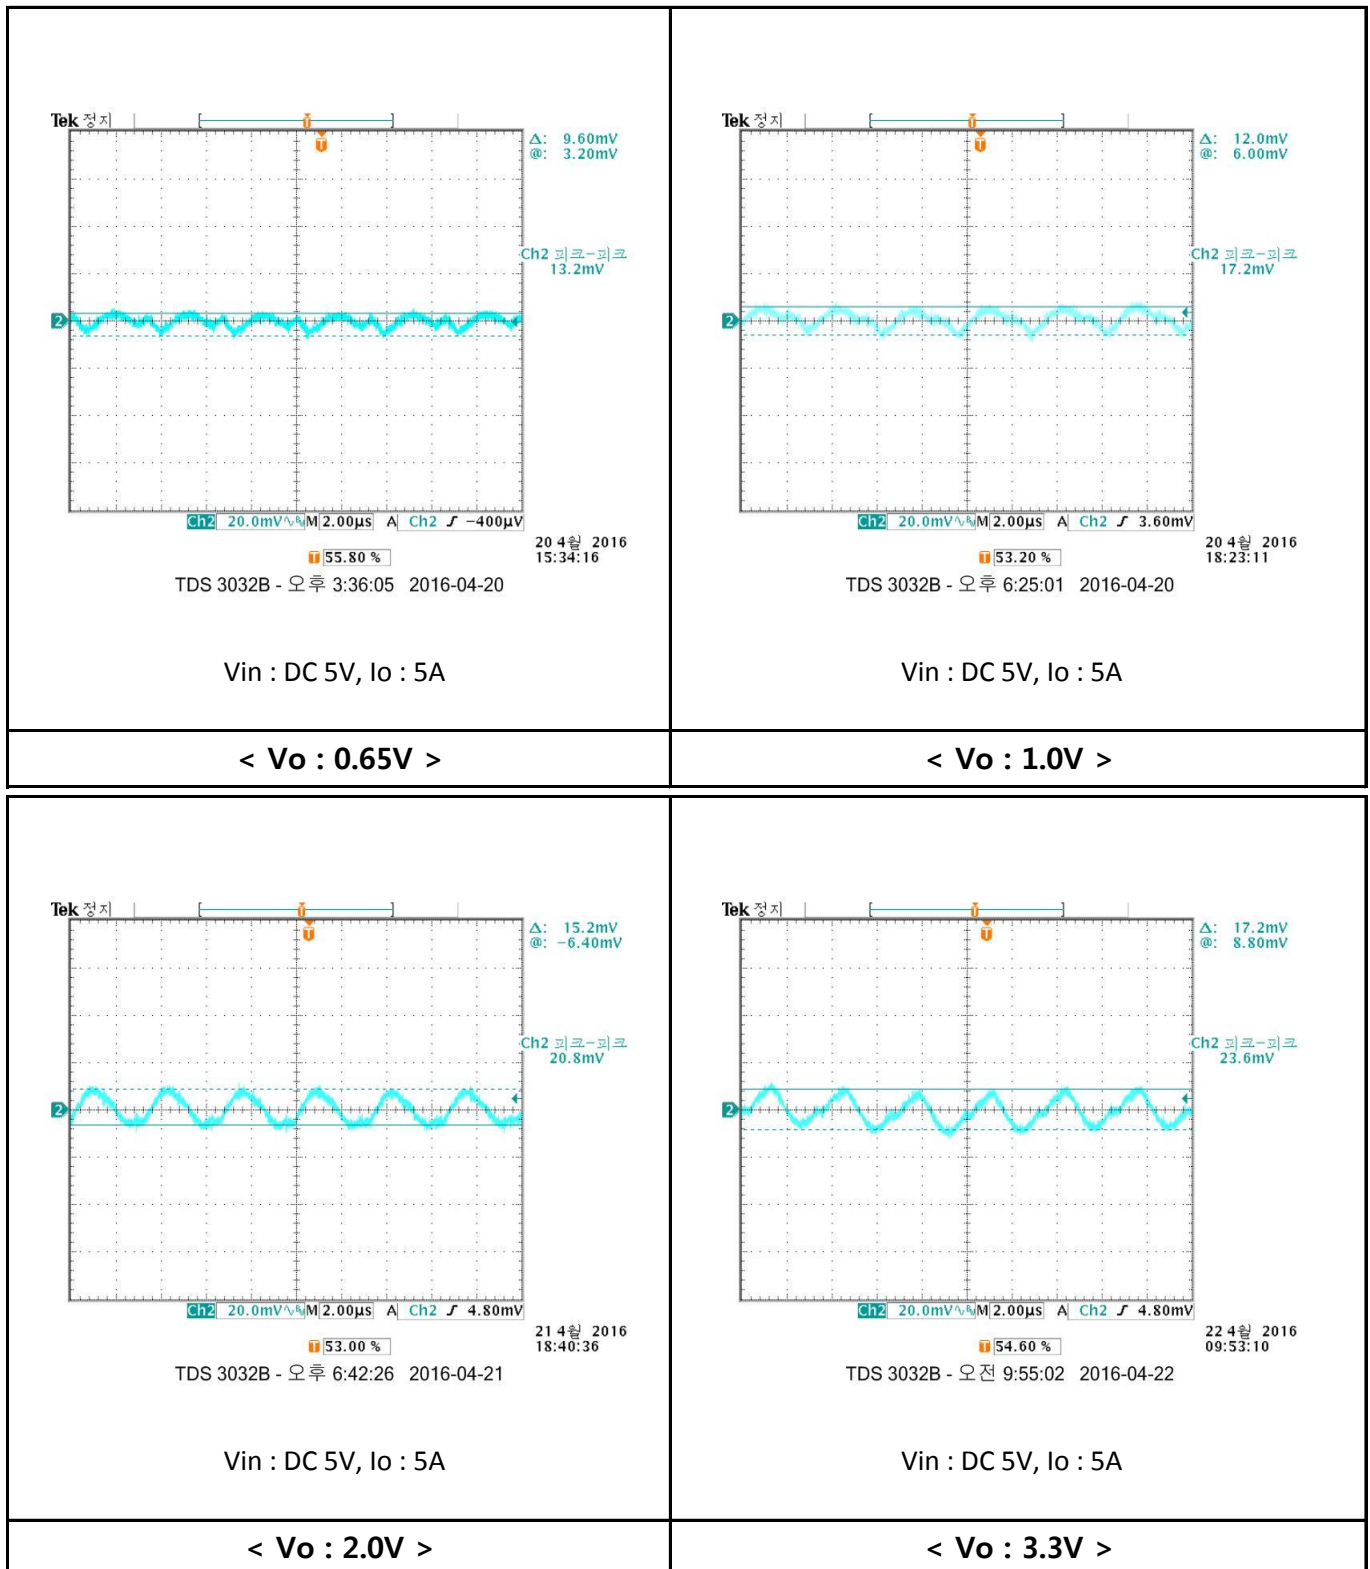 Tek 정지
Δ: 9.60mV
@: 3.20mV
Ch2 피크-피크
13.2mV
2
Ch2 20.0mV M 2.00µs A Ch2 -400µV
55.80 %
20 4월 2016
15:34:16
TDS 3032B - 오후 3:36:05 2016-04-20
Vin : DC 5V, Io : 5A
< Vo : 0.65V >
Tek 정지
Δ: 12.0mV
@: 6.00mV
Ch2 피크-피크
17.2mV
2
Ch2 20.0mV M 2.00µs A Ch2 3.60mV
53.20 %
20 4월 2016
18:23:11
TDS 3032B - 오후 6:25:01 2016-04-20
Vin : DC 5V, Io : 5A
< Vo : 1.0V >
Tek 정지
Δ: 15.2mV
@: -6.40mV
Ch2 피크-피크
20.8mV
2
Ch2 20.0mV M 2.00µs A Ch2 4.80mV
53.00 %
21 4월 2016
18:40:36
TDS 3032B - 오후 6:42:26 2016-04-21
Vin : DC 5V, Io : 5A
< Vo : 2.0V >
Tek 정지
Δ: 17.2mV
@: 8.80mV
Ch2 피크-피크
23.6mV
2
Ch2 20.0mV M 2.00µs A Ch2 4.80mV
54.60 %
22 4월 2016
09:53:10
TDS 3032B - 오전 9:55:02 2016-04-22
Vin : DC 5V, Io : 5A
< Vo : 3.3V >